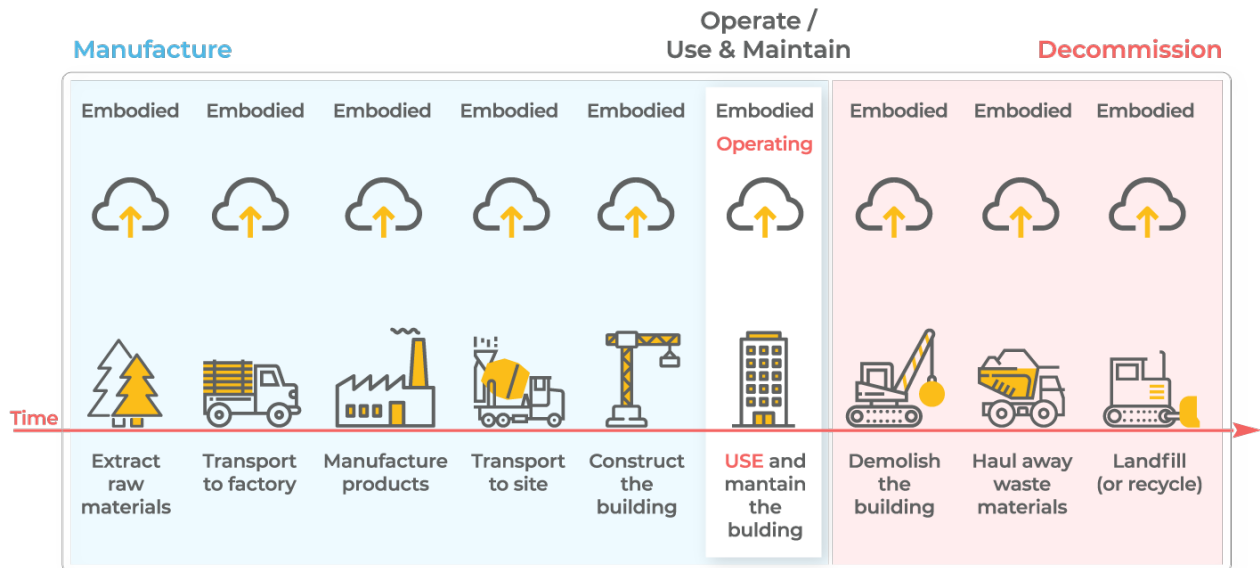 Operate /
Manufacture
Use & Maintain
Decommission
Embodied
Embodied
Embodied
Embodied
Embodied
Embodied
Embodied
Embodied
Embodied
Operating
Time
Extract
raw
materials
Transport
to factory
Manufacture
products
Transport
to site
Construct
the
building
USE and
mantain
the
bulding
Demolish
the
building
Haul away
waste
materials
Landfill
(or recycle)